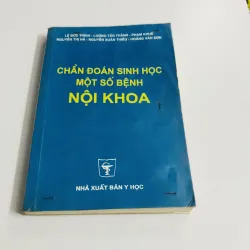 LÊ ĐỨC TRÌNH - LƯƠNG TẤN THÀNH - PHẠM KHUÊ
NGUYỄN THỊ HÀ - NGUYỄN XUÂN THIỀU - HOÀNG VĂN SƠN
CHẨN ĐOÁN SINH HỌC
MỘT SỐ BỆNH
NỘI KHOA
NHÀ XUẤT BẢN Y HỌC